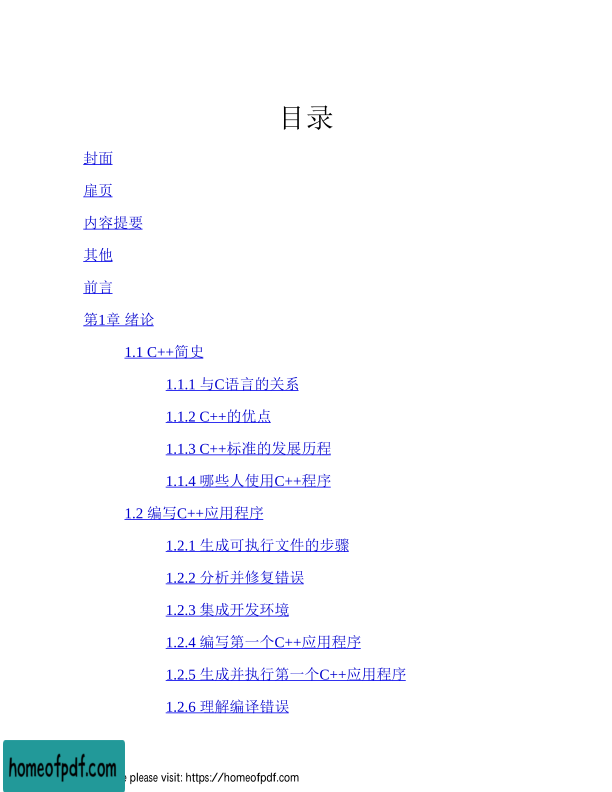 目录
封面
扉页
内容提要
其他
前言
第1章 绪论
1.1 C++简史
1.1.1 与C语言的关系
1.1.2 C++的优点
1.1.3 C++标准的发展历程
1.1.4 哪些人使用C++程序
1.2 编写C++应用程序
1.2.1 生成可执行文件的步骤
1.2.2 分析并修复错误
1.2.3 集成开发环境
1.2.4 编写第一个C++应用程序
1.2.5 生成并执行第一个C++应用程序
1.2.6 理解编译错误
homeofpdf.com
please visit: https://homeofpdf.com